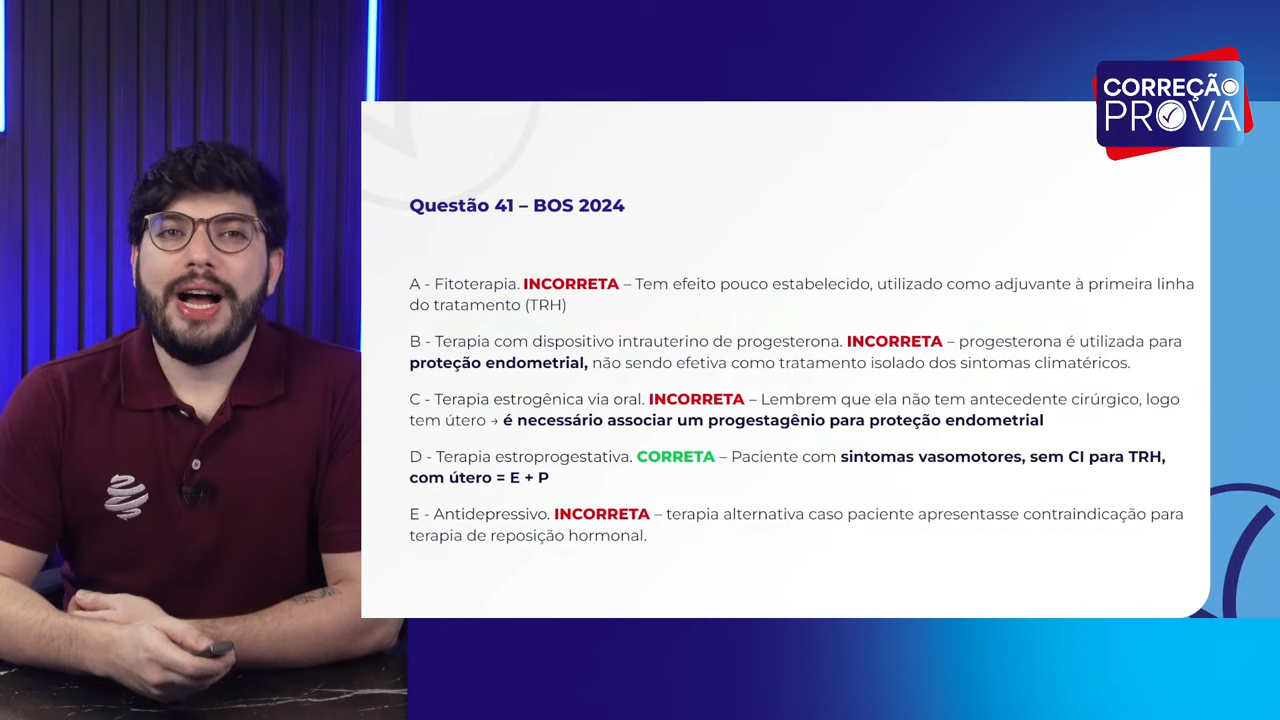 CORREÇÃO
PROVA
Questão 41 – BOS 2024
A - Fitoterapia. INCORRETA – Tem efeito pouco estabelecido, utilizado como adjuvante à primeira linha
do tratamento (TRH)
B - Terapia com dispositivo intrauterino de progesterona. INCORRETA – progesterona é utilizada para
proteção endometrial, não sendo efetiva como tratamento isolado dos sintomas climatéricos.
C - Terapia estrogênica via oral. INCORRETA – Lembrem que ela não tem antecedente cirúrgico, logo
tem útero → é necessário associar um progestagênio para proteção endometrial
D - Terapia estroprogestativa. CORRETA – Paciente com sintomas vasomotores, sem CI para TRH,
com útero = E + P
E - Antidepressivo. INCORRETA – terapia alternativa caso paciente apresentasse contraindicação para
terapia de reposição hormonal.